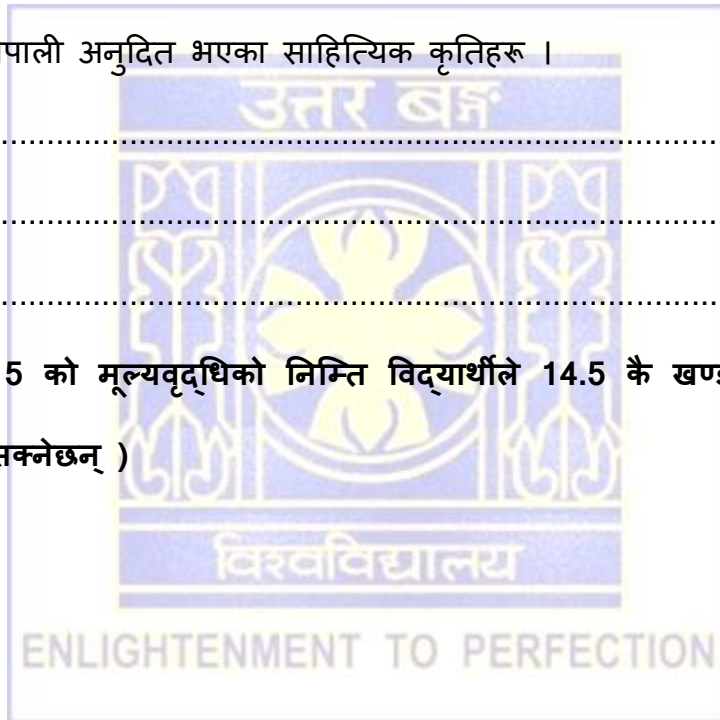 पाली अनुदित भएका साहित्यिक कृतिहरू ।
उत्तर बङ्ग
........................................................................
........................................................................
........................................................................
5 को मूल्यवृद्धिको निम्ति विद्यार्थीले 14.5 कै खण्ड
सक्नेछन् )
विश्वविद्यालय
ENLIGHTENMENT TO PERFECTION